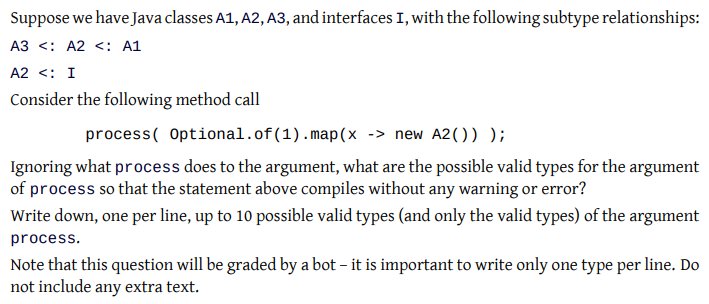 Suppose we have Java classes A1, A2, A3, and interfaces I, with the following subtype relationships:
A3 <: A2 <: A1
A2 <: I
Consider the following method call
process( Optional.of(1).map(x -> new A2()) );
Ignoring what process does to the argument, what are the possible valid types for the argument
of process so that the statement above compiles without any warning or error?
Write down, one per line, up to 10 possible valid types (and only the valid types) of the argument
process.
Note that this question will be graded by a bot – it is important to write only one type per line. Do
not include any extra text.